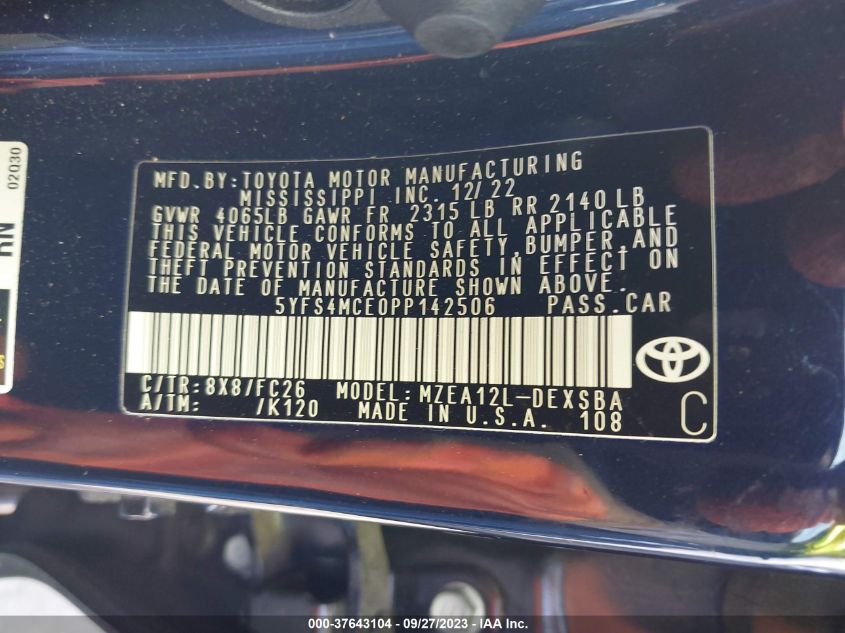 MFD. BY: TOYOTA MOTOR MANUFACTURING
MISSISSIPPI INC. 12/22
GVWR 4065LB GAWR FR 2315 LB RR 2140 LB
THIS VEHICLE CONFORMS TO ALL APPLICABLE
FEDERAL MOTOR VEHICLE SAFETY, BUMPER, AND
THEFT PREVENTION STANDARDS IN EFFECT ON
THE DATE OF MANUFACTURE SHOWN ABOVE.
5YFS4MCE0PP142506 PASS.CAR
C/TR: 8X8/FC26 MODEL: MZEA12L-DEXSBA
A/TM: /K120 MADE IN U.S.A. 108
C
02Q30
000-37643104 - 09/27/2023 - IAA Inc.